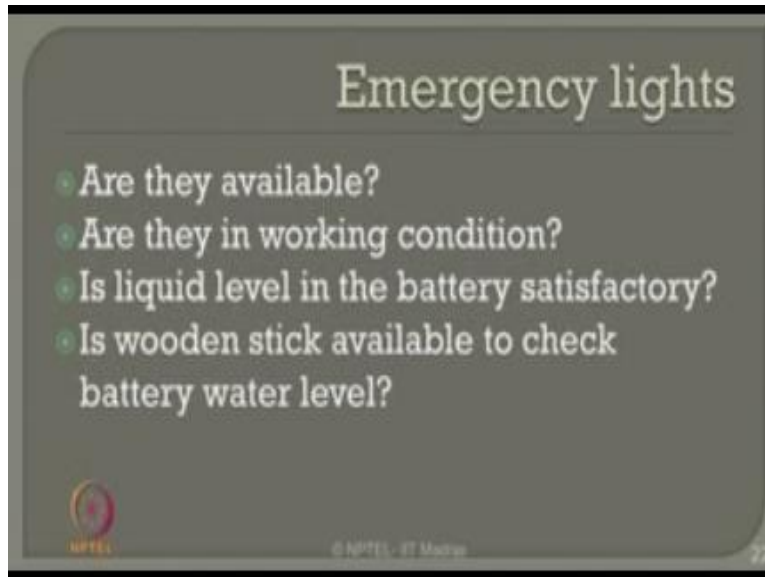 Emergency lights
Are they available?
Are they in working condition?
Is liquid level in the battery satisfactory?
Is wooden stick available to check
battery water level?
NPTEL
© NPTEL - IIT Madras